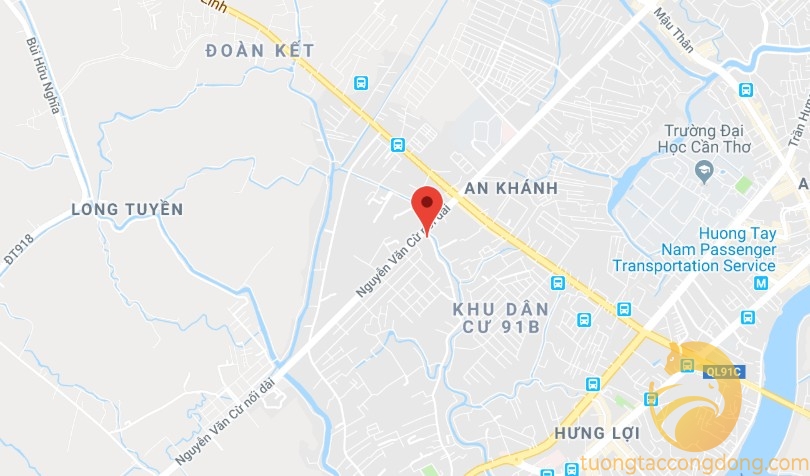 Linh
Mậu Thân
ĐOÀN KẾT
Bùi Hữu Nghĩa
Trường Đại
Học Cần Thơ
AN KHÁNH
A
LONG TUYỀN
ĐT918
Nguyễn Văn Cừ nối dài
Huong Tay
Nam Passenger
Transportation Service
M
KHU DÂN
CƯ 91B
QL91C
Nguyễn Văn Cừ nối dài
HƯNG LỢI
tuongtaccongdong.com